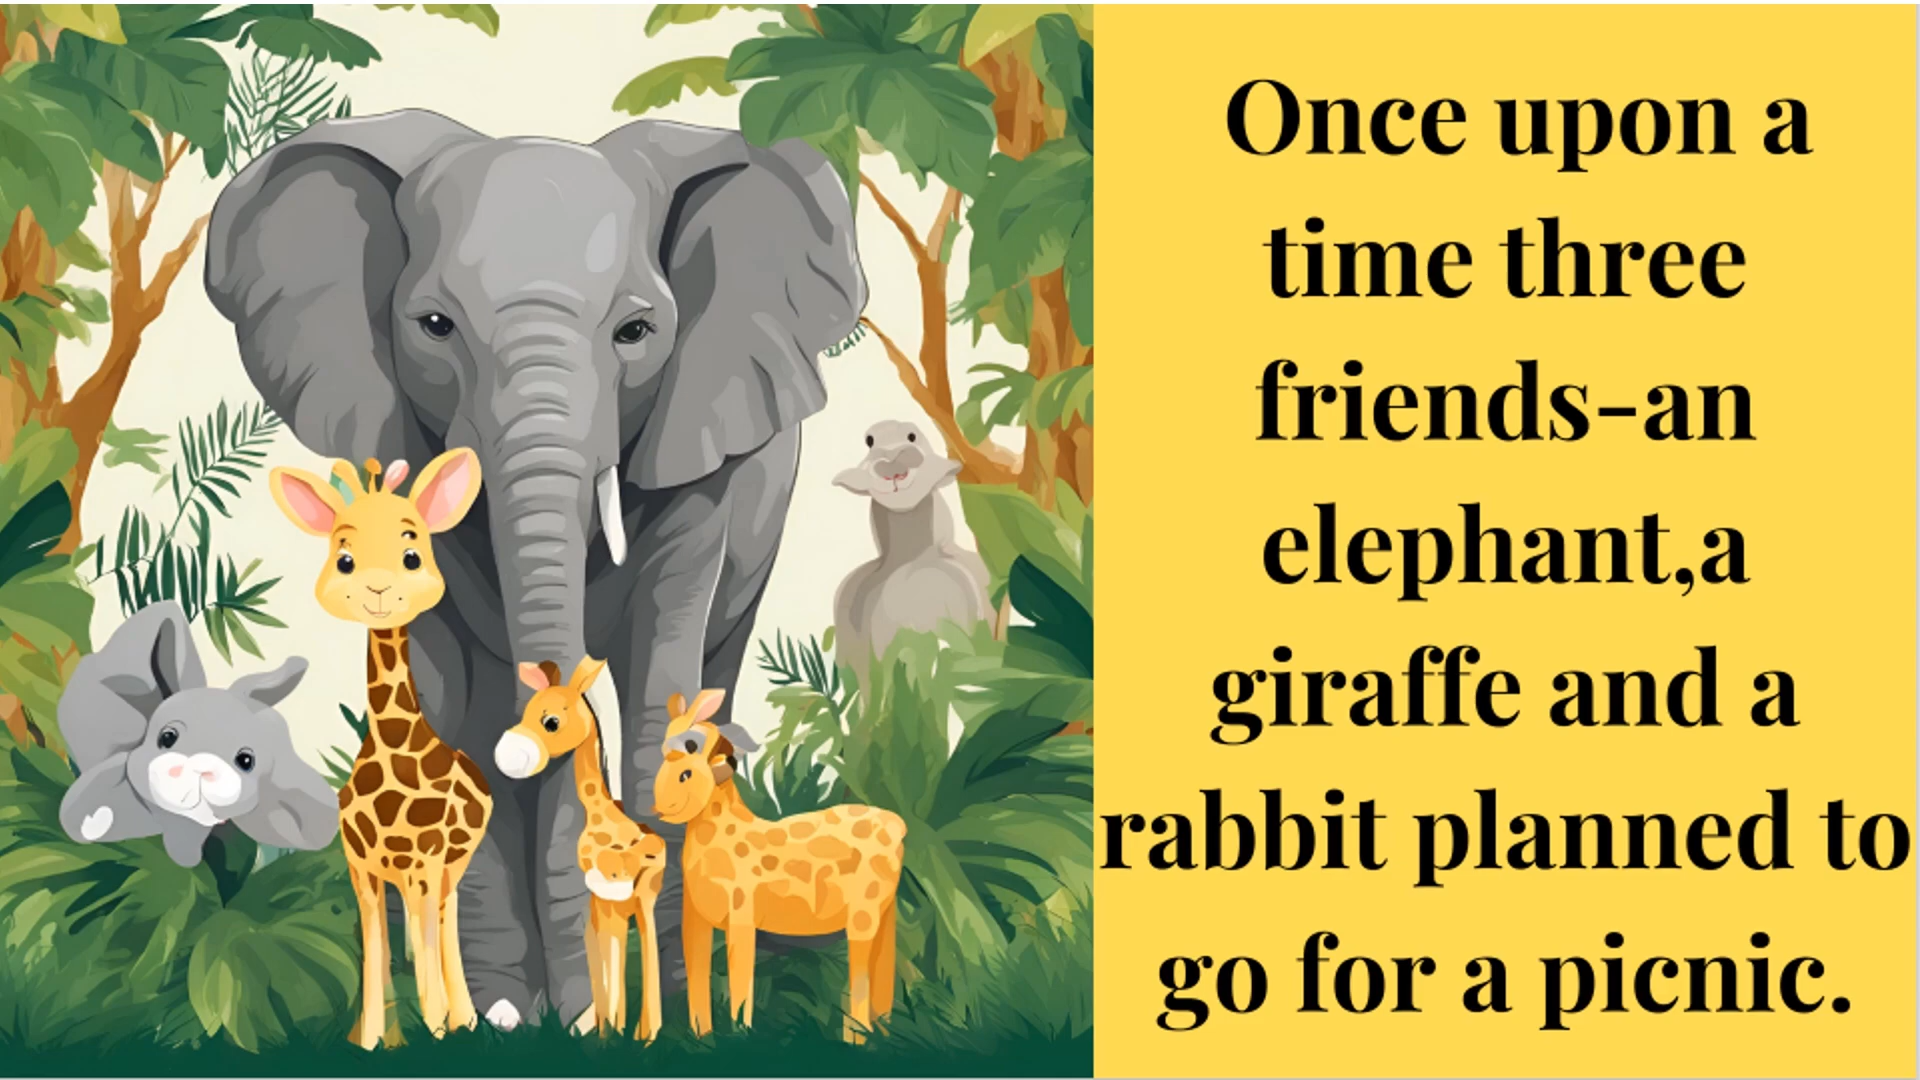 Once upon a
time three
friends-an
elephant,a
giraffe and a
rabbit planned to
go for a picnic.